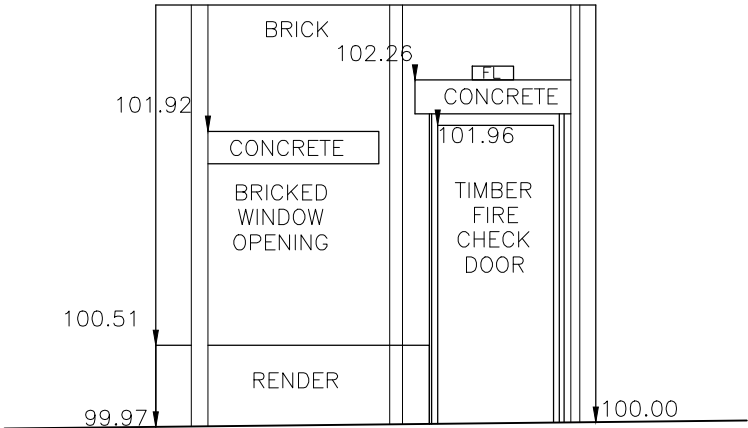 BRICK
102.26
FL
CONCRETE
101.92
101.96
CONCRETE
BRICKED
WINDOW
OPENING
TIMBER
FIRE
CHECK
DOOR
100.51
RENDER
99.97
100.00